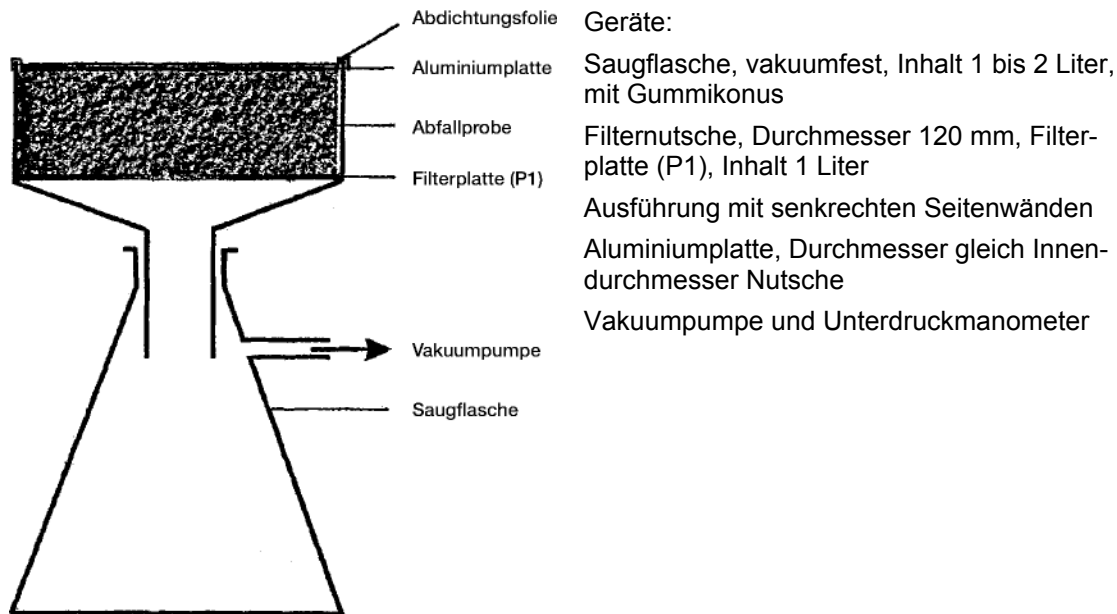 Abdichtungsfolie
Aluminiumplatte
Abfallprobe
Filterplatte (P1)
Vakuumpumpe
Saugflasche
Geräte:
Saugflasche, vakuumfest, Inhalt 1 bis 2 Liter,
mit Gummikonus
Filternutsche, Durchmesser 120 mm, Filter-
platte (P1), Inhalt 1 Liter
Ausführung mit senkrechten Seitenwänden
Aluminiumplatte, Durchmesser gleich Innen-
durchmesser Nutsche
Vakuumpumpe und Unterdruckmanometer